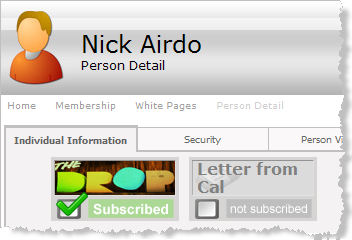 Nick Airdo
Person Detail
Home Membership White Pages Person Detail
Individual Information Security Person V
THE DROP Letter from
Cal
Subscribed not subscribed